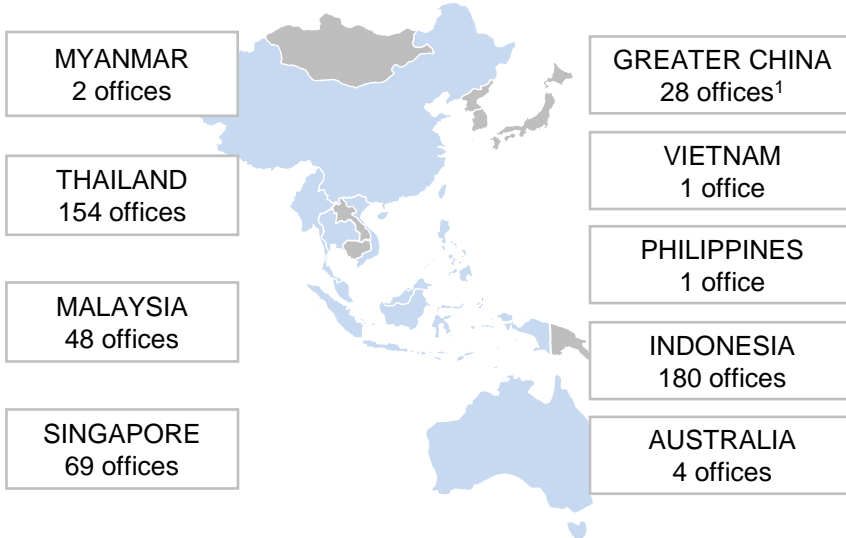 MYANMAR
2 offices
THAILAND
154 offices
MALAYSIA
48 offices
SINGAPORE
69 offices
GREATER CHINA
28 offices¹
VIETNAM
1 office
PHILIPPINES
1 office
INDONESIA
180 offices
AUSTRALIA
4 offices